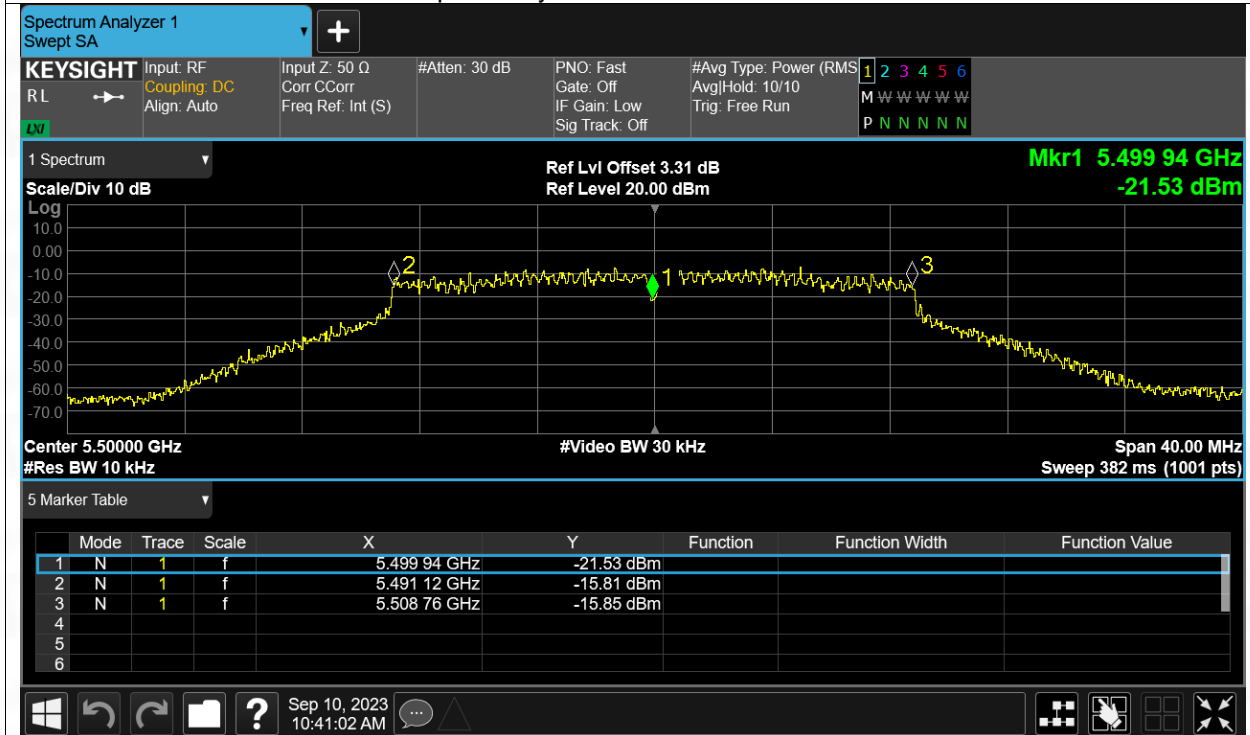 Spectrum Analyzer 1
Swept SA
+
KEYSIGHT Input: RF Input Z: 50 Ω #Atten: 30 dB PNO: Fast #Avg Type: Power (RMS 1 2 3 4 5 6
Coupling: DC Corr CCorr Gate: Off Avg|Hold: 10/10
RL Align: Auto Freq Ref: Int (S) IF Gain: Low Trig: Free Run M W W W W W
LXI Sig Track: Off P N N N N N
1 Spectrum
Ref Lvl Offset 3.31 dB Mkr1 5.499 94 GHz
Scale/Div 10 dB Ref Level 20.00 dBm -21.53 dBm
Log
10.0
0.00
-10.0 2 1 3
-20.0
-30.0
-40.0
-50.0
-60.0
-70.0
Center 5.50000 GHz #Video BW 30 kHz Span 40.00 MHz
#Res BW 10 kHz Sweep 382 ms (1001 pts)
5 Marker Table
Mode Trace Scale X Y Function Function Width Function Value
1 N 1 f 5.499 94 GHz -21.53 dBm
2 N 1 f 5.491 12 GHz -15.81 dBm
3 N 1 f 5.508 76 GHz -15.85 dBm
4
5
6
? Sep 10, 2023
10:41:02 AM